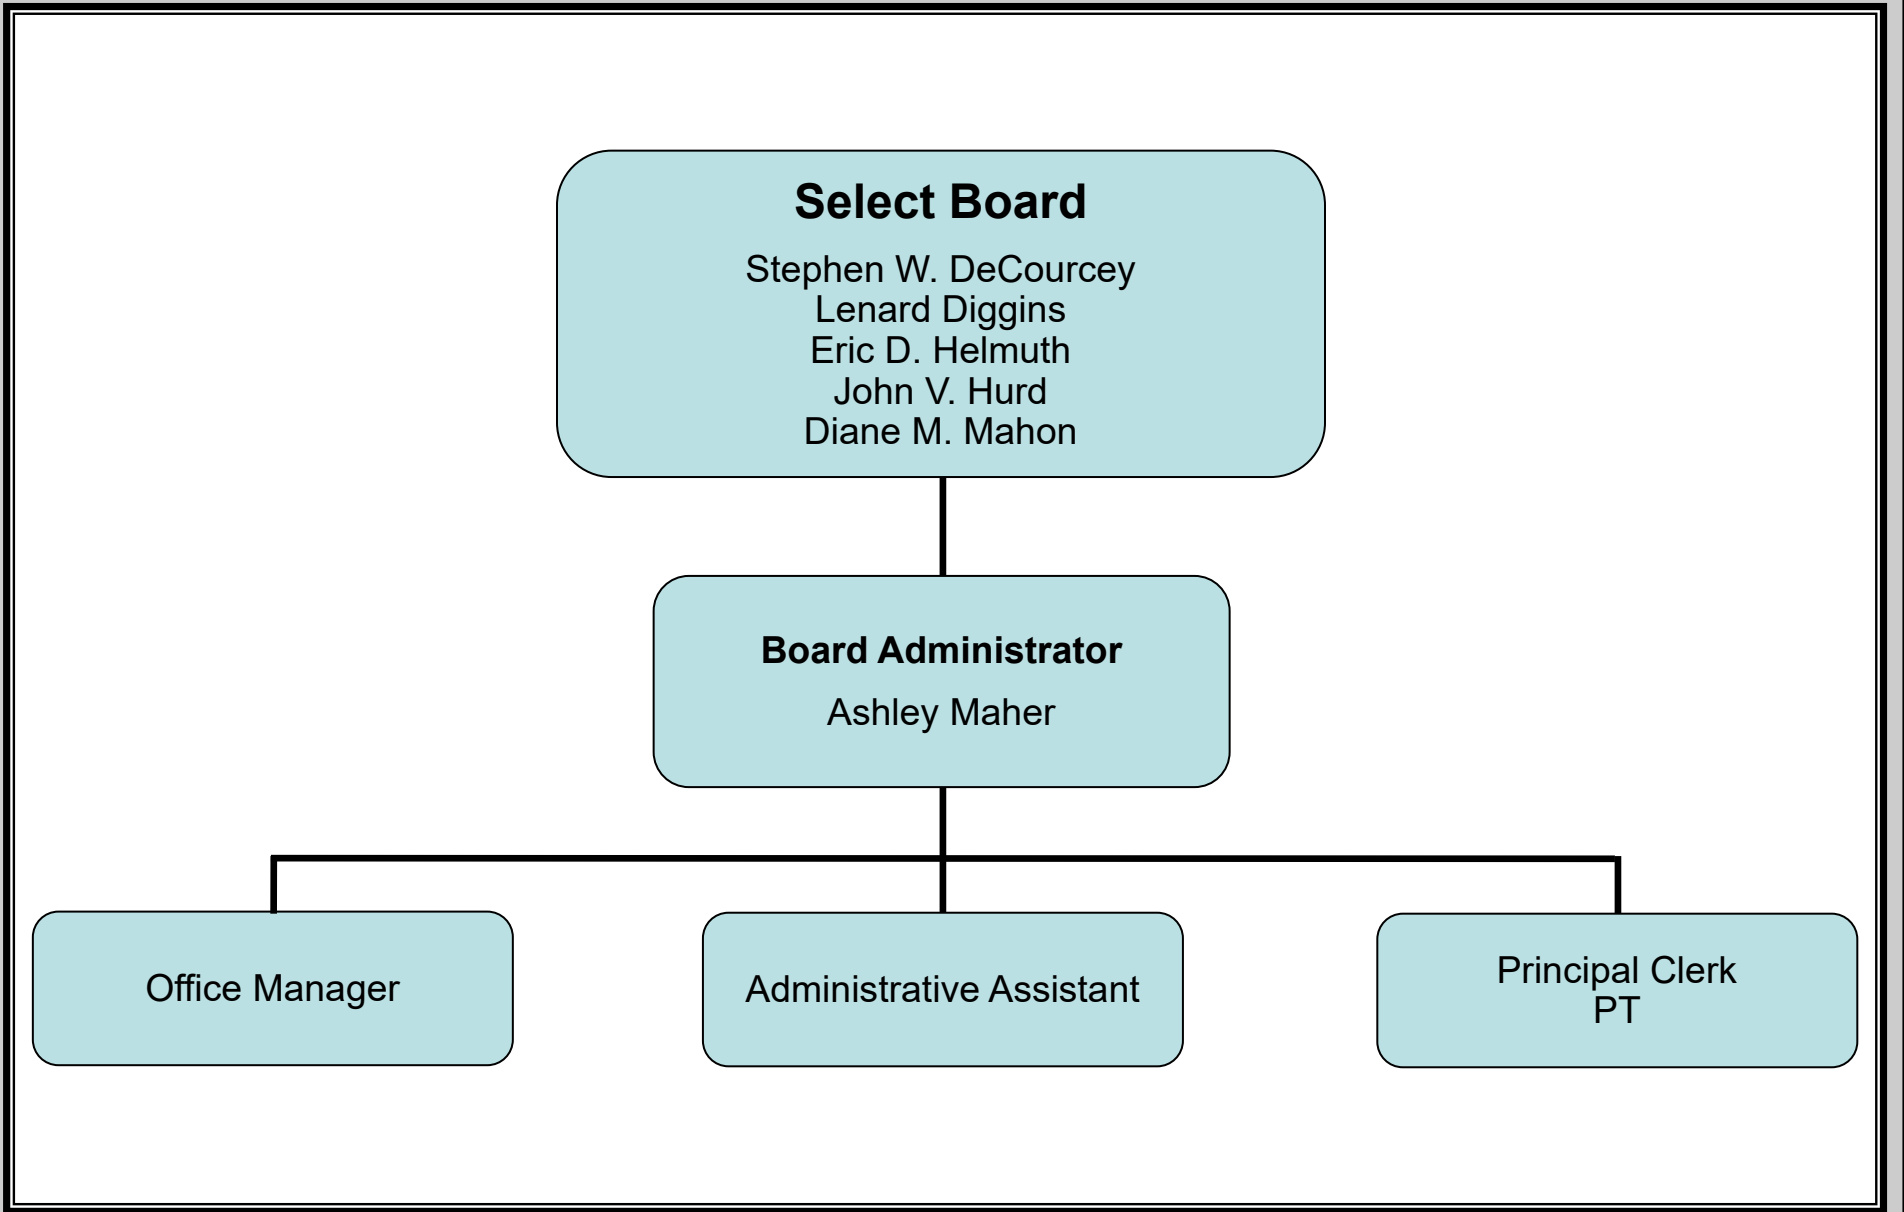 Select Board
Stephen W. DeCourcey
Lenard Diggins
Eric D. Helmuth
John V. Hurd
Diane M. Mahon
Board Administrator
Ashley Maher
Office Manager
Administrative Assistant
Principal Clerk
PT